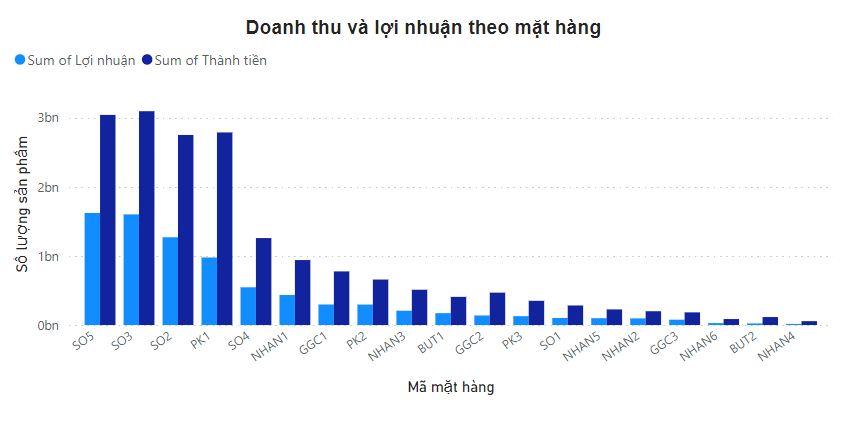 Doanh thu và lợi nhuận theo mặt hàng
Sum of Lợi nhuận Sum of Thành tiền
Số lượng sản phẩm
3bn
2bn
1bn
0bn
SO5 SO3 SO2 PK1 SO4 NHAN1 GGC1 PK2 NHAN3 BUT1 GGC2 PK3 SO1 NHAN5 NHAN2 GGC3 NHAN6 BUT2 NHAN4
Mã mặt hàng